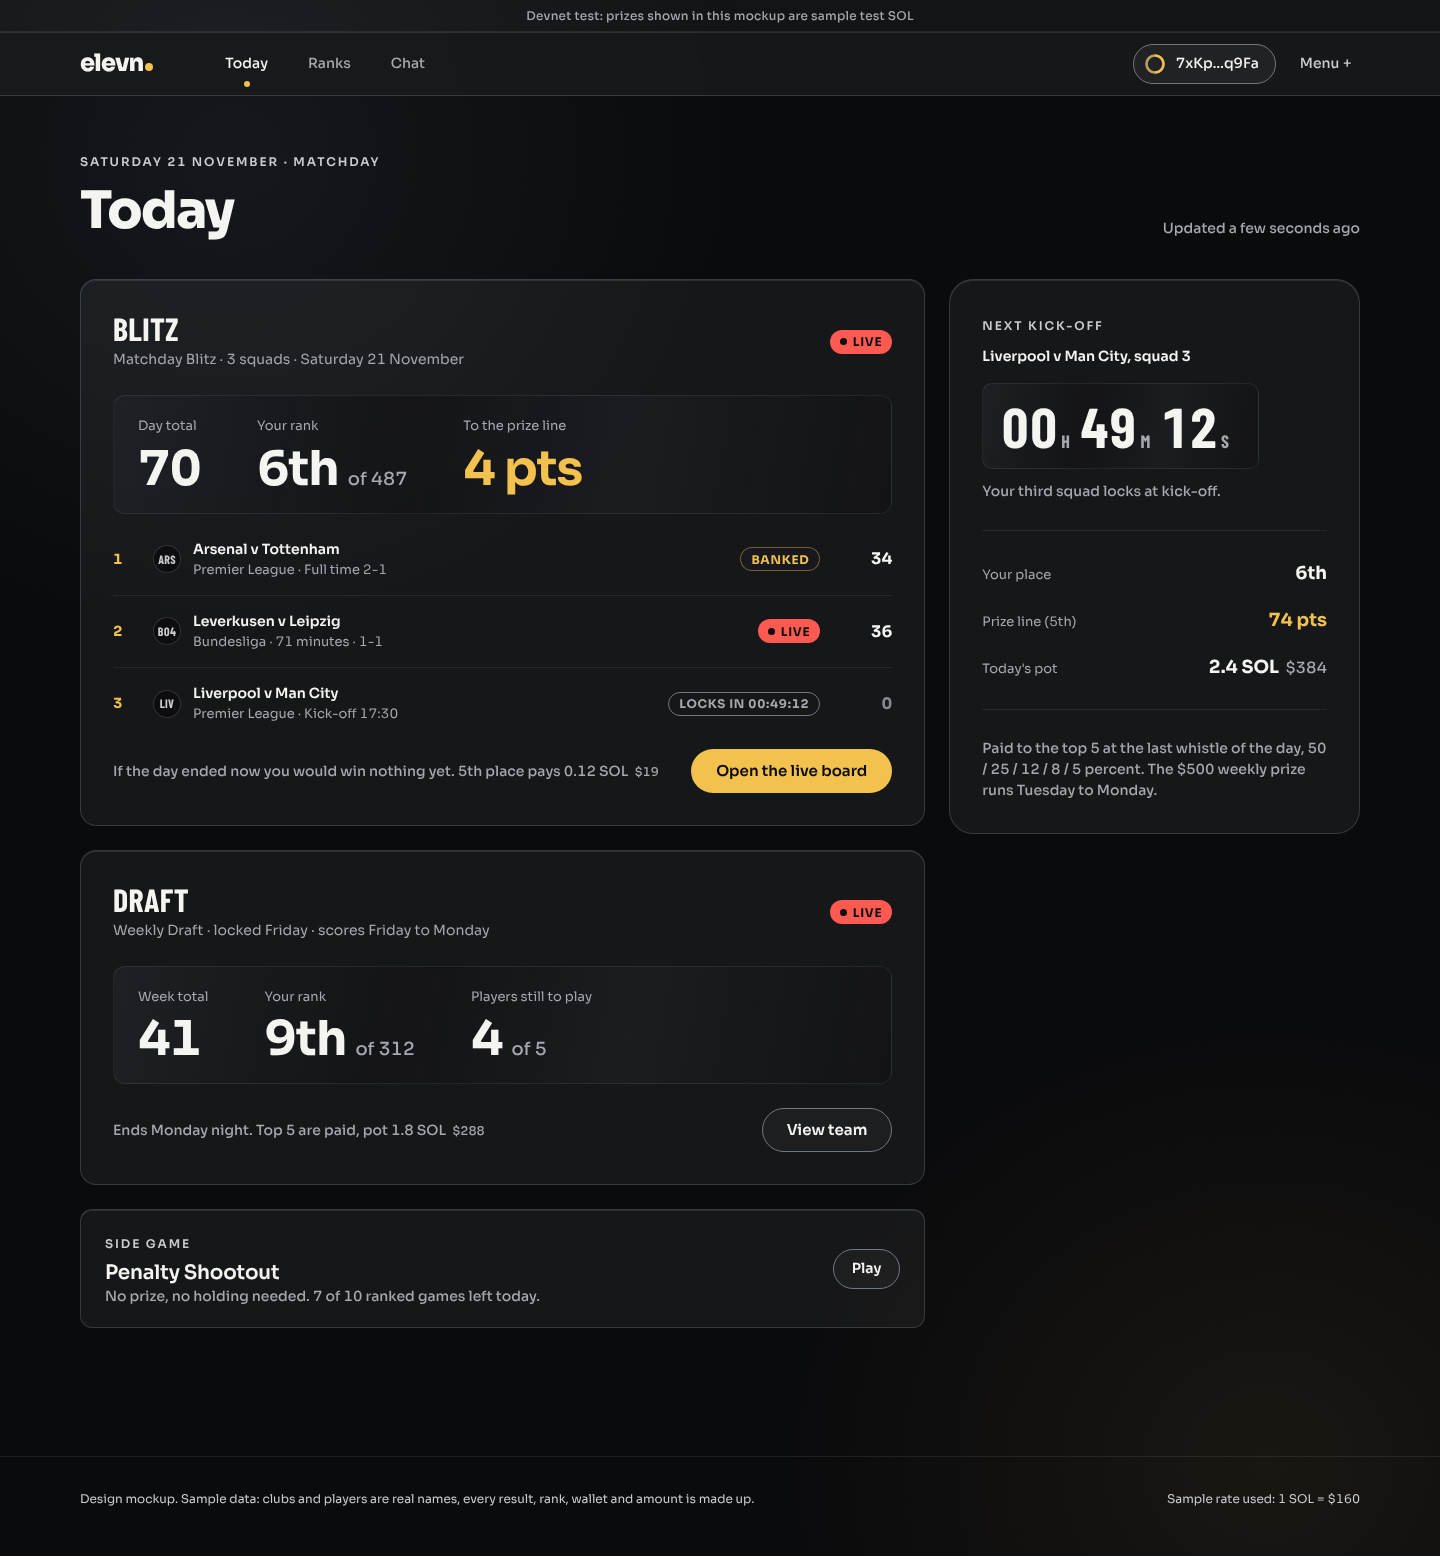 Devnet test: prizes shown in this mockup are sample test SOL
elevn.
Today
Ranks
Chat
7xKp...q9Fa
Menu +
SATURDAY 21 NOVEMBER · MATCHDAY
Today
Updated a few seconds ago
BLITZ
Matchday Blitz · 3 squads · Saturday 21 November
LIVE
Day total
70
Your rank
6th of 487
To the prize line
4 pts
1
ARS
Arsenal v Tottenham
Premier League · Full time 2-1
BANKED
34
2
B04
Leverkusen v Leipzig
Bundesliga · 71 minutes · 1-1
LIVE
36
3
LIV
Liverpool v Man City
Premier League · Kick-off 17:30
LOCKS IN 00:49:12
0
If the day ended now you would win nothing yet. 5th place pays 0.12 SOL $19
Open the live board
NEXT KICK-OFF
Liverpool v Man City, squad 3
00 H 49 M 12 S
Your third squad locks at kick-off.
Your place
6th
Prize line (5th)
74 pts
Today's pot
2.4 SOL $384
Paid to the top 5 at the last whistle of the day, 50
/ 25 / 12 / 8 / 5 percent. The $500 weekly prize
runs Tuesday to Monday.
DRAFT
Weekly Draft · locked Friday · scores Friday to Monday
LIVE
Week total
41
Your rank
9th of 312
Players still to play
4 of 5
Ends Monday night. Top 5 are paid, pot 1.8 SOL $288
View team
SIDE GAME
Penalty Shootout
No prize, no holding needed. 7 of 10 ranked games left today.
Play
Design mockup. Sample data: clubs and players are real names, every result, rank, wallet and amount is made up.
Sample rate used: 1 SOL = $160